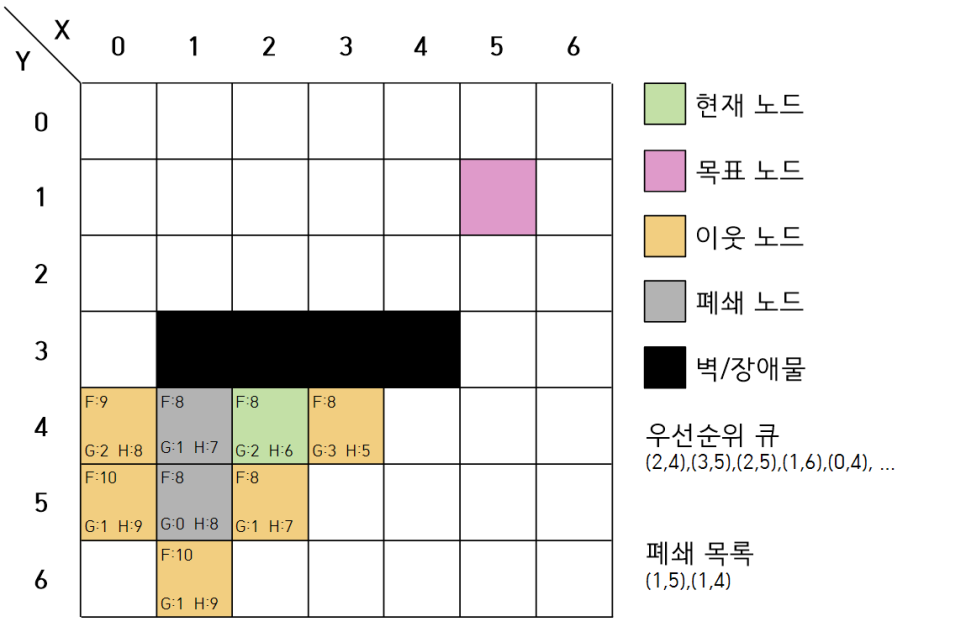 X
Y
0 1 2 3 4 5 6
0
현재 노드
1
목표 노드
이웃 노드
2
폐쇄 노드
3
벽/장애물
4
F:9 F:8 F:8 F:8
G:2 H:8 G:1 H:7 G:2 H:6 G:3 H:5
우선순위 큐
(2,4),(3,5),(2,5),(1,6),(0,4), ...
5
F:10 F:8 F:8
G:1 H:9 G:0 H:8 G:1 H:7
6
F:10
G:1 H:9
폐쇄 목록
(1,5),(1,4)